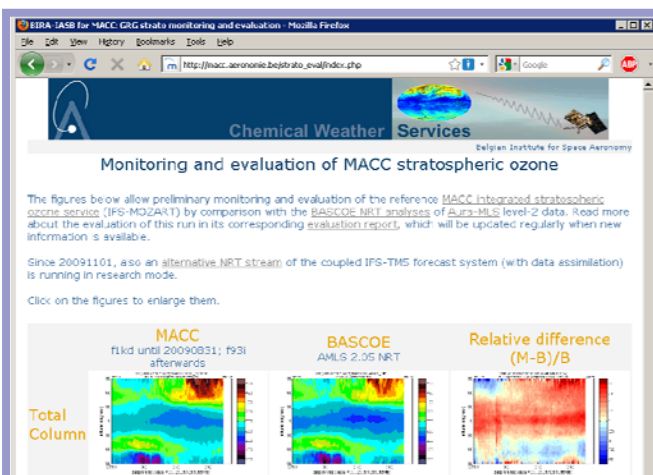 BIRA-IASB for MACC: GRG strato monitoring and evaluation - Mozilla Firefox
File Edit View History Bookmarks Tools Help
http://macc.aeronomie.be/strato_eval/index.php
Google
ABP
Chemical Weather Services
Belgian Institute for Space Aeronomy
Monitoring and evaluation of MACC stratospheric ozone
The figures below allow preliminary monitoring and evaluation of the reference MACC integrated stratospheric
ozone service (IFS-MOZART) by comparison with the BASCOE NRT analyses of Aura-MLS level-2 data. Read more
about the evaluation of this run in its corresponding evaluation report, which will be updated regularly when new
information is available.
Since 20091101, also an alternative NRT stream of the coupled IFS-TM5 forecast system (with data assimilation)
is running in research mode.
Click on the figures to enlarge them.
MACC
f1kd until 20090831; f93i
afterwards
BASCOE
AMLS 2.05 NRT
Relative difference
(M-B)/B
Total
Column